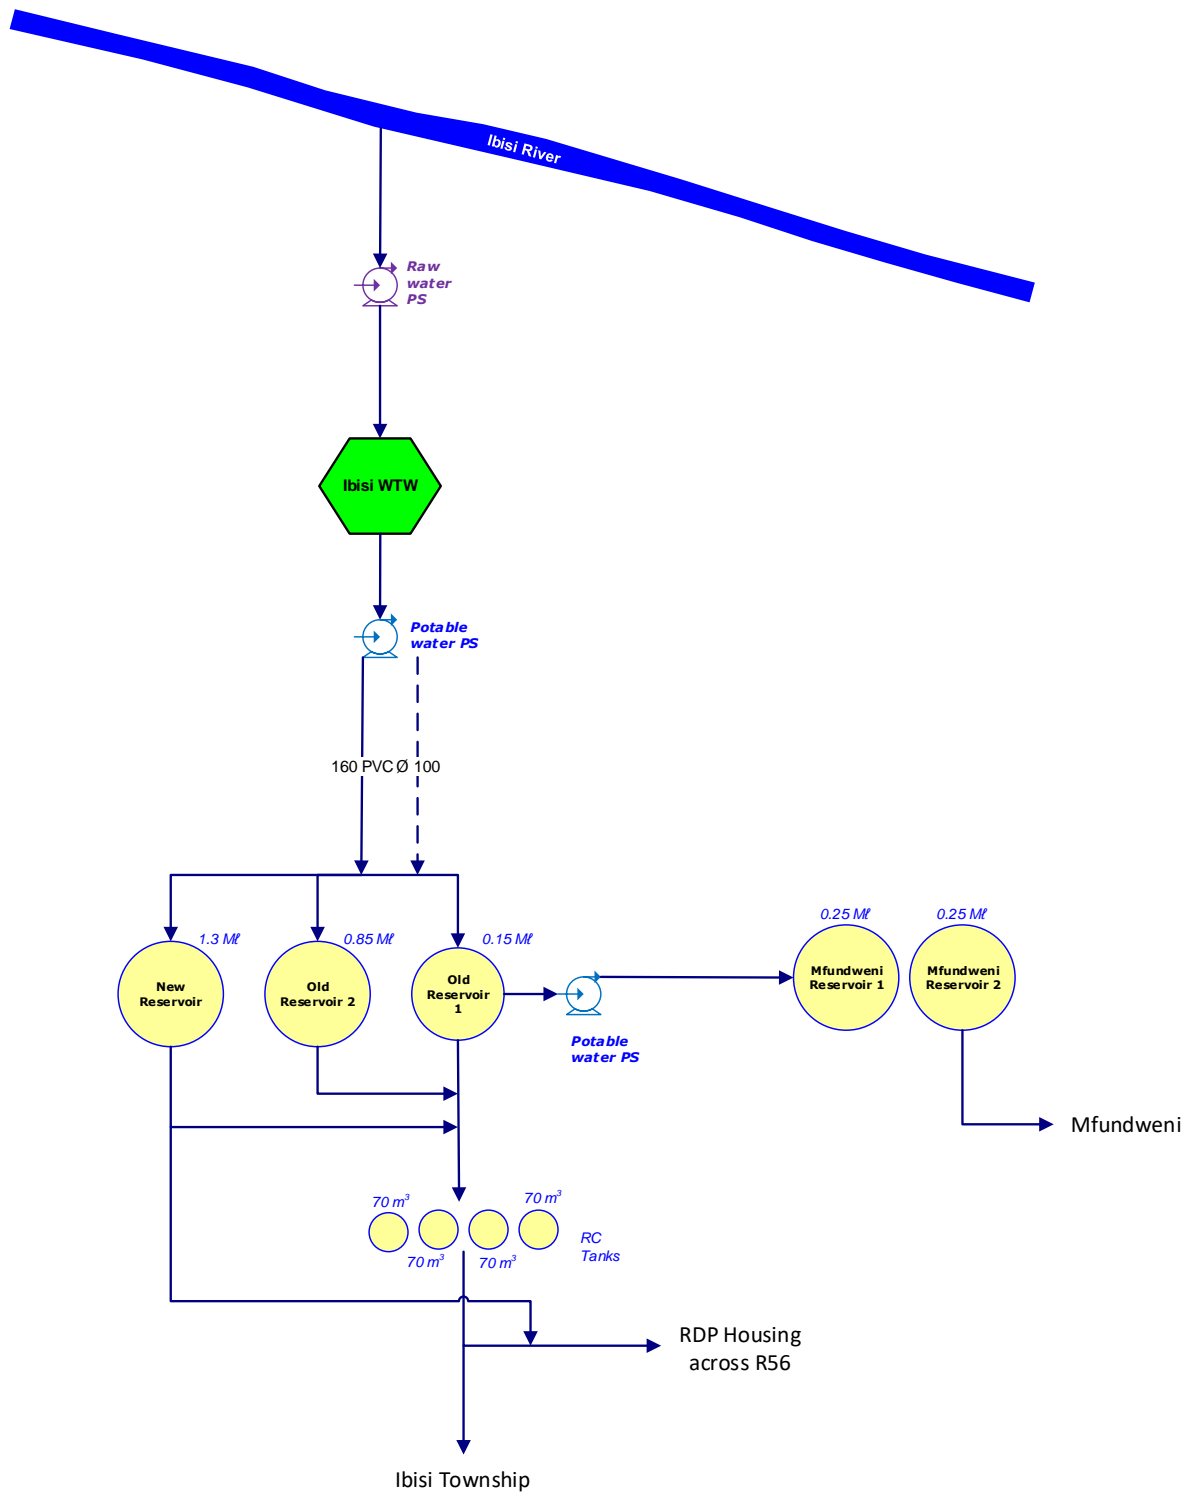 Ibisi River
Raw
water
PS
Ibisi WTW
Potable
water PS
160 PVC Ø 100
1.3 Mℓ
0.85 Mℓ
0.15 Mℓ
0.25 Mℓ
0.25 Mℓ
New
Reservoir
Old
Reservoir 2
Old
Reservoir
1
Mfundweni
Reservoir 1
Mfundweni
Reservoir 2
Potable
water PS
Mfundweni
70 m³
70 m³
70 m³
70 m³
RC
Tanks
RDP Housing
across R56
Ibisi Township